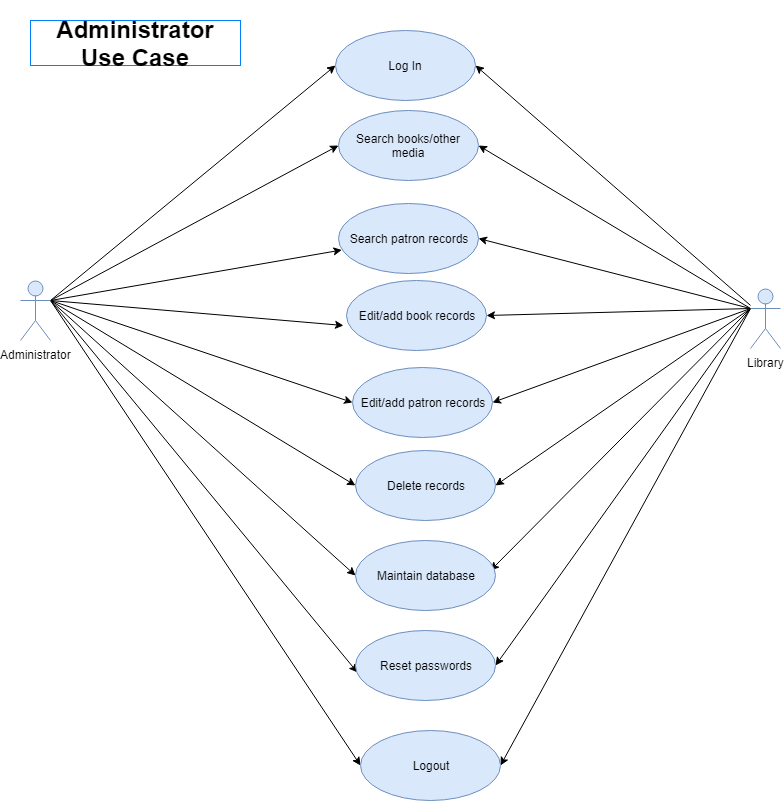 Administrator
Use Case
Log In
Search books/other
media
Search patron records
Edit/add book records
Administrator
Library
Edit/add patron records
Delete records
Maintain database
Reset passwords
Logout